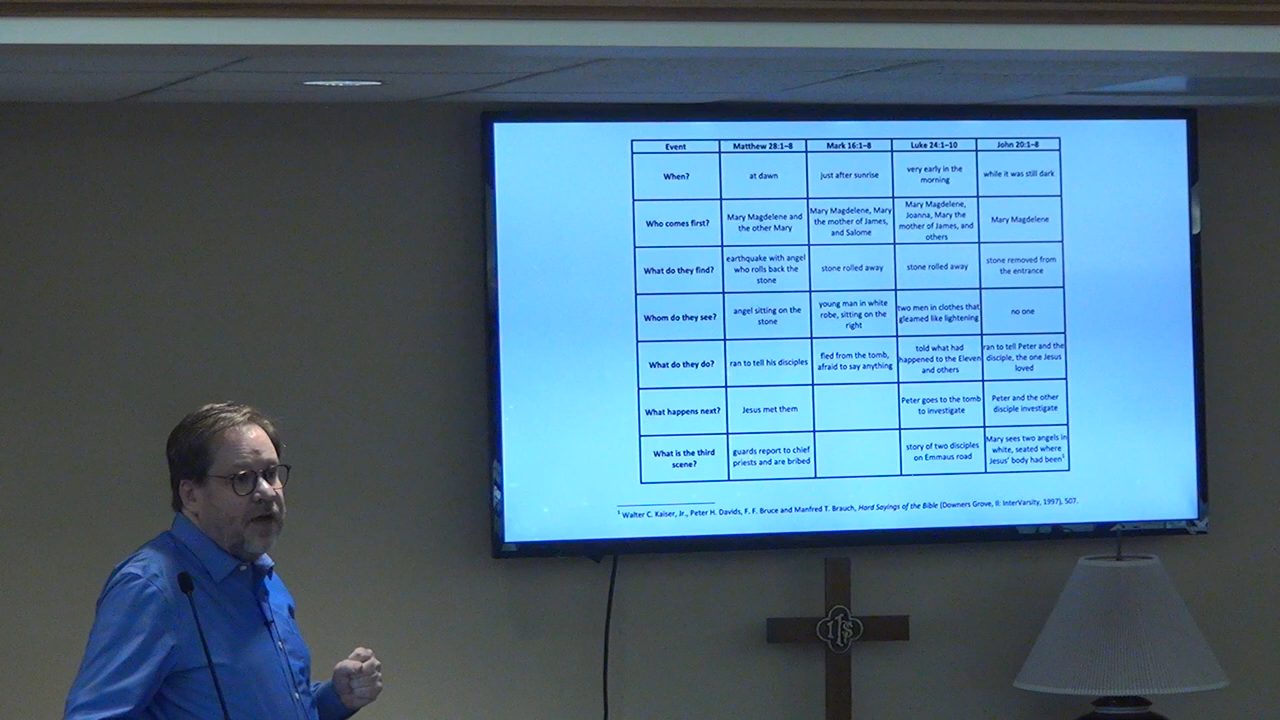 Event Matthew 28:1–8 Mark 16:1–8 Luke 24:1–10 John 20:1–8
When? at dawn just after sunrise very early in the morning while it was still dark
Who comes first? Mary Magdelene and the other Mary Mary Magdelene, Mary the mother of James, and Salome Mary Magdelene, Joanna, Mary the mother of James, and others Mary Magdelene
What do they find? earthquake with angel who rolls back the stone stone rolled away stone rolled away stone removed from the entrance
Whom do they see? angel sitting on the stone young man in white robe, sitting on the right two men in clothes that gleamed like lightening no one
What do they do? ran to tell his disciples fled from the tomb, afraid to say anything told what had happened to the Eleven and others ran to tell Peter and the disciple, the one Jesus loved
What happens next? Jesus met them Peter goes to the tomb to investigate Peter and the other disciple investigate
What is the third scene? guards report to chief priests and are bribed story of two disciples on Emmaus road Mary sees two angels in white, seated where Jesus' body had been¹
¹ Walter C. Kaiser, Jr., Peter H. Davids, F. F. Bruce and Manfred T. Brauch, Hard Sayings of the Bible (Downers Grove, Il: InterVarsity, 1997), 507.
IHS